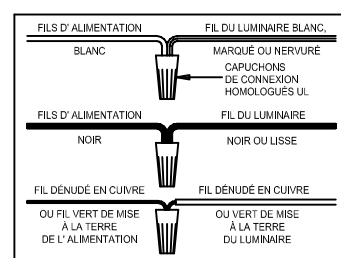 FILS D' ALIMENTATION
FIL DU LUMINAIRE BLANC,
BLANC
MARQUÉ OU NERVURÉ
CAPUCHONS
DE CONNEXION
HOMOLOGUÉS UL
FILS D' ALIMENTATION
FIL DU LUMINAIRE
NOIR
NOIR OU LISSE
FIL DÉNUDÉ EN CUIVRE
FIL DÉNUDÉ EN CUIVRE
OU FIL VERT DE MISE
À LA TERRE
DE L' ALIMENTATION
OU VERT DE MISE
À LA TERRE
DU LUMINAIRE